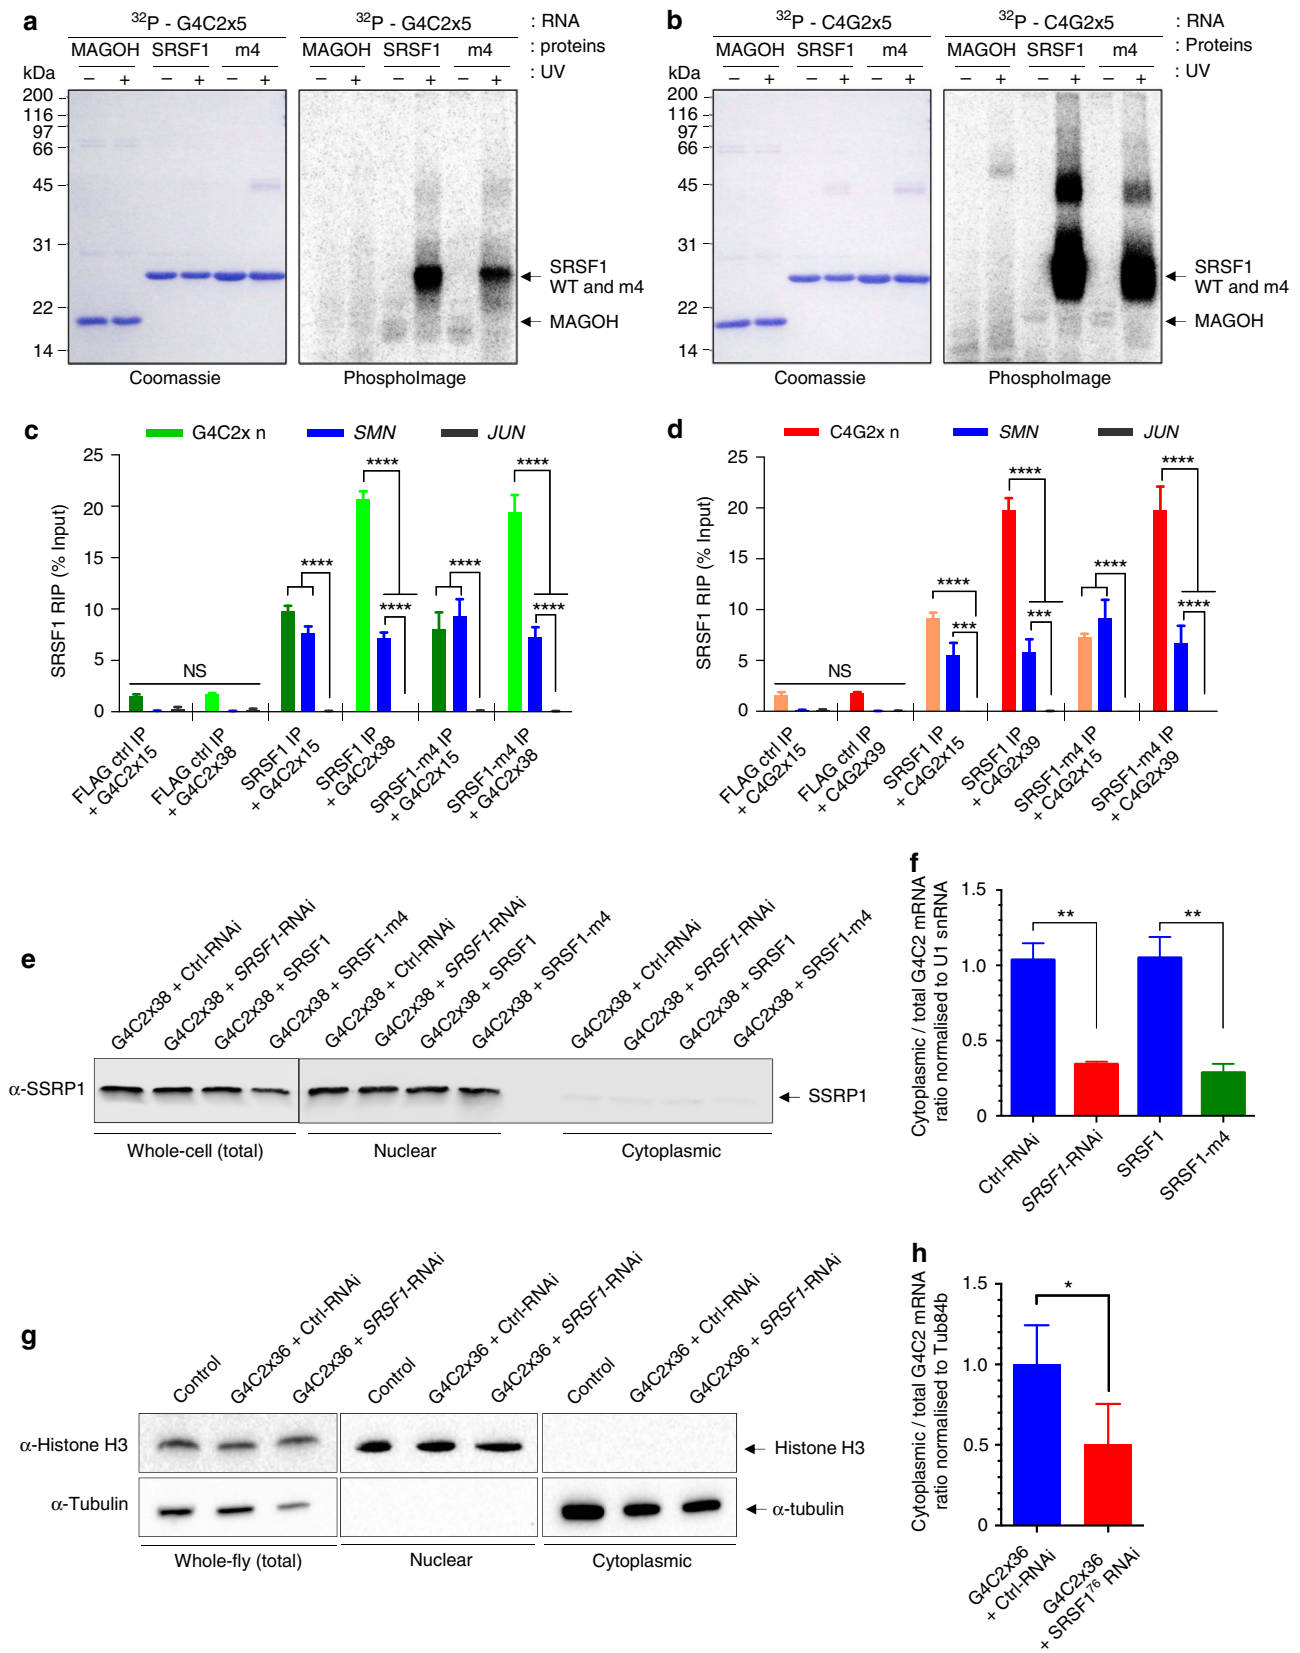 a
32P - G4C2x5
32P - G4C2x5
: RNA
MAGOH SRSF1 m4
MAGOH SRSF1 m4
: proteins
kDa
– + – + – +
– + – + – +
: UV
200
116
97
66
45
31
22
14
SRSF1
WT and m4
MAGOH
Coomassie
PhosphoImage
b
32P - C4G2x5
32P - C4G2x5
: RNA
MAGOH SRSF1 m4
MAGOH SRSF1 m4
: Proteins
kDa
– + – + – +
– + – + – +
: UV
200
116
97
66
45
31
22
14
SRSF1
WT and m4
MAGOH
Coomassie
PhosphoImage
c
G4C2x n
SMN
JUN
SRSF1 RIP (% Input)
25
20
15
10
5
0
NS
****
****
****
****
****
****
FLAG ctrl IP
+ G4C2x15
FLAG ctrl IP
+ G4C2x38
SRSF1 IP
+ G4C2x15
SRSF1 IP
+ G4C2x38
SRSF1-m4 IP
+ G4C2x15
SRSF1-m4 IP
+ G4C2x38
d
C4G2x n
SMN
JUN
SRSF1 RIP (% Input)
25
20
15
10
5
0
NS
****
***
****
***
****
****
****
FLAG ctrl IP
+ C4G2x15
FLAG ctrl IP
+ C4G2x39
SRSF1 IP
+ C4G2x15
SRSF1 IP
+ C4G2x39
SRSF1-m4 IP
+ C4G2x15
SRSF1-m4 IP
+ C4G2x39
e
G4C2x38 + Ctrl-RNAi
G4C2x38 + SRSF1-RNAi
G4C2x38 + SRSF1
G4C2x38 + SRSF1-m4
G4C2x38 + Ctrl-RNAi
G4C2x38 + SRSF1-RNAi
G4C2x38 + SRSF1
G4C2x38 + SRSF1-m4
G4C2x38 + Ctrl-RNAi
G4C2x38 + SRSF1-RNAi
G4C2x38 + SRSF1
G4C2x38 + SRSF1-m4
α-SSRP1
SSRP1
Whole-cell (total)
Nuclear
Cytoplasmic
f
Cytoplasmic / total G4C2 mRNA
ratio normalised to U1 snRNA
1.5
1.0
0.5
0
**
**
Ctrl-RNAi
SRSF1-RNAi
SRSF1
SRSF1-m4
g
Control
G4C2x36 + Ctrl-RNAi
G4C2x36 + SRSF1-RNAi
Control
G4C2x36 + Ctrl-RNAi
G4C2x36 + SRSF1-RNAi
Control
G4C2x36 + Ctrl-RNAi
G4C2x36 + SRSF1-RNAi
α-Histone H3
Histone H3
α-Tubulin
α-tubulin
Whole-fly (total)
Nuclear
Cytoplasmic
h
Cytoplasmic / total G4C2 mRNA
ratio normalised to Tub84b
1.5
1.0
0.5
0
*
G4C2x36
+ Ctrl-RNAi
G4C2x36
+ SRSF176 RNAi